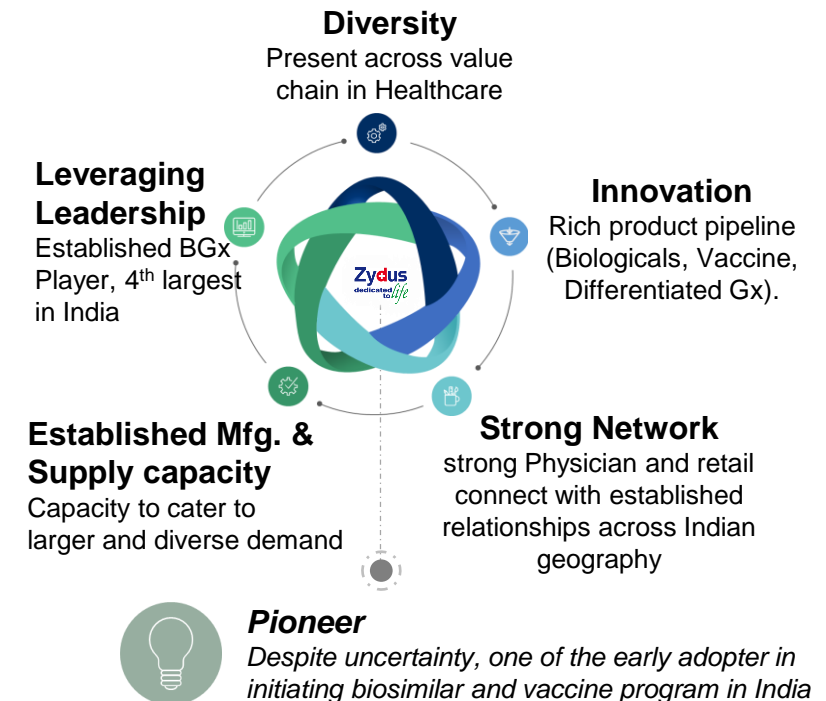 Diversity
Present across value
chain in Healthcare
Leveraging
Leadership
Established BGx
Player, 4th largest
in India
Innovation
Rich product pipeline
(Biologicals, Vaccine,
Differentiated Gx).
Zydus
dedicated
to life
Established Mfg. &
Supply capacity
Capacity to cater to
larger and diverse demand
Strong Network
strong Physician and retail
connect with established
relationships across Indian
geography
Pioneer
Despite uncertainty, one of the early adopter in
initiating biosimilar and vaccine program in India